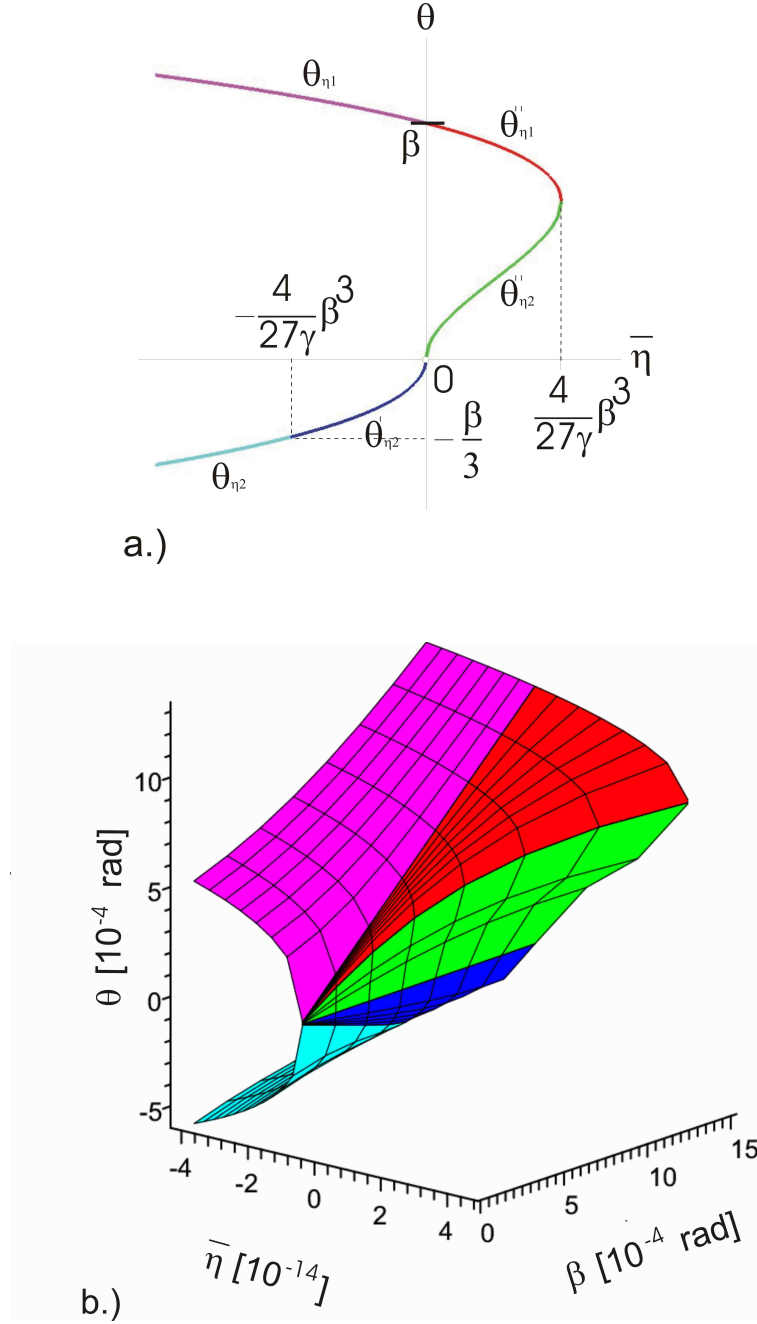 θ
θη1
θ''η1
β
θ''η2
-4/27γ β³
η̅
0
4/27γ β³
θ'η2
-β/3
θη2
a.)
10
5
0
-5
θ [10⁻⁴ rad]
-4
-2
0
2
4
0
5
10
15
η̅ [10⁻¹⁴]
β [10⁻⁴ rad]
b.)